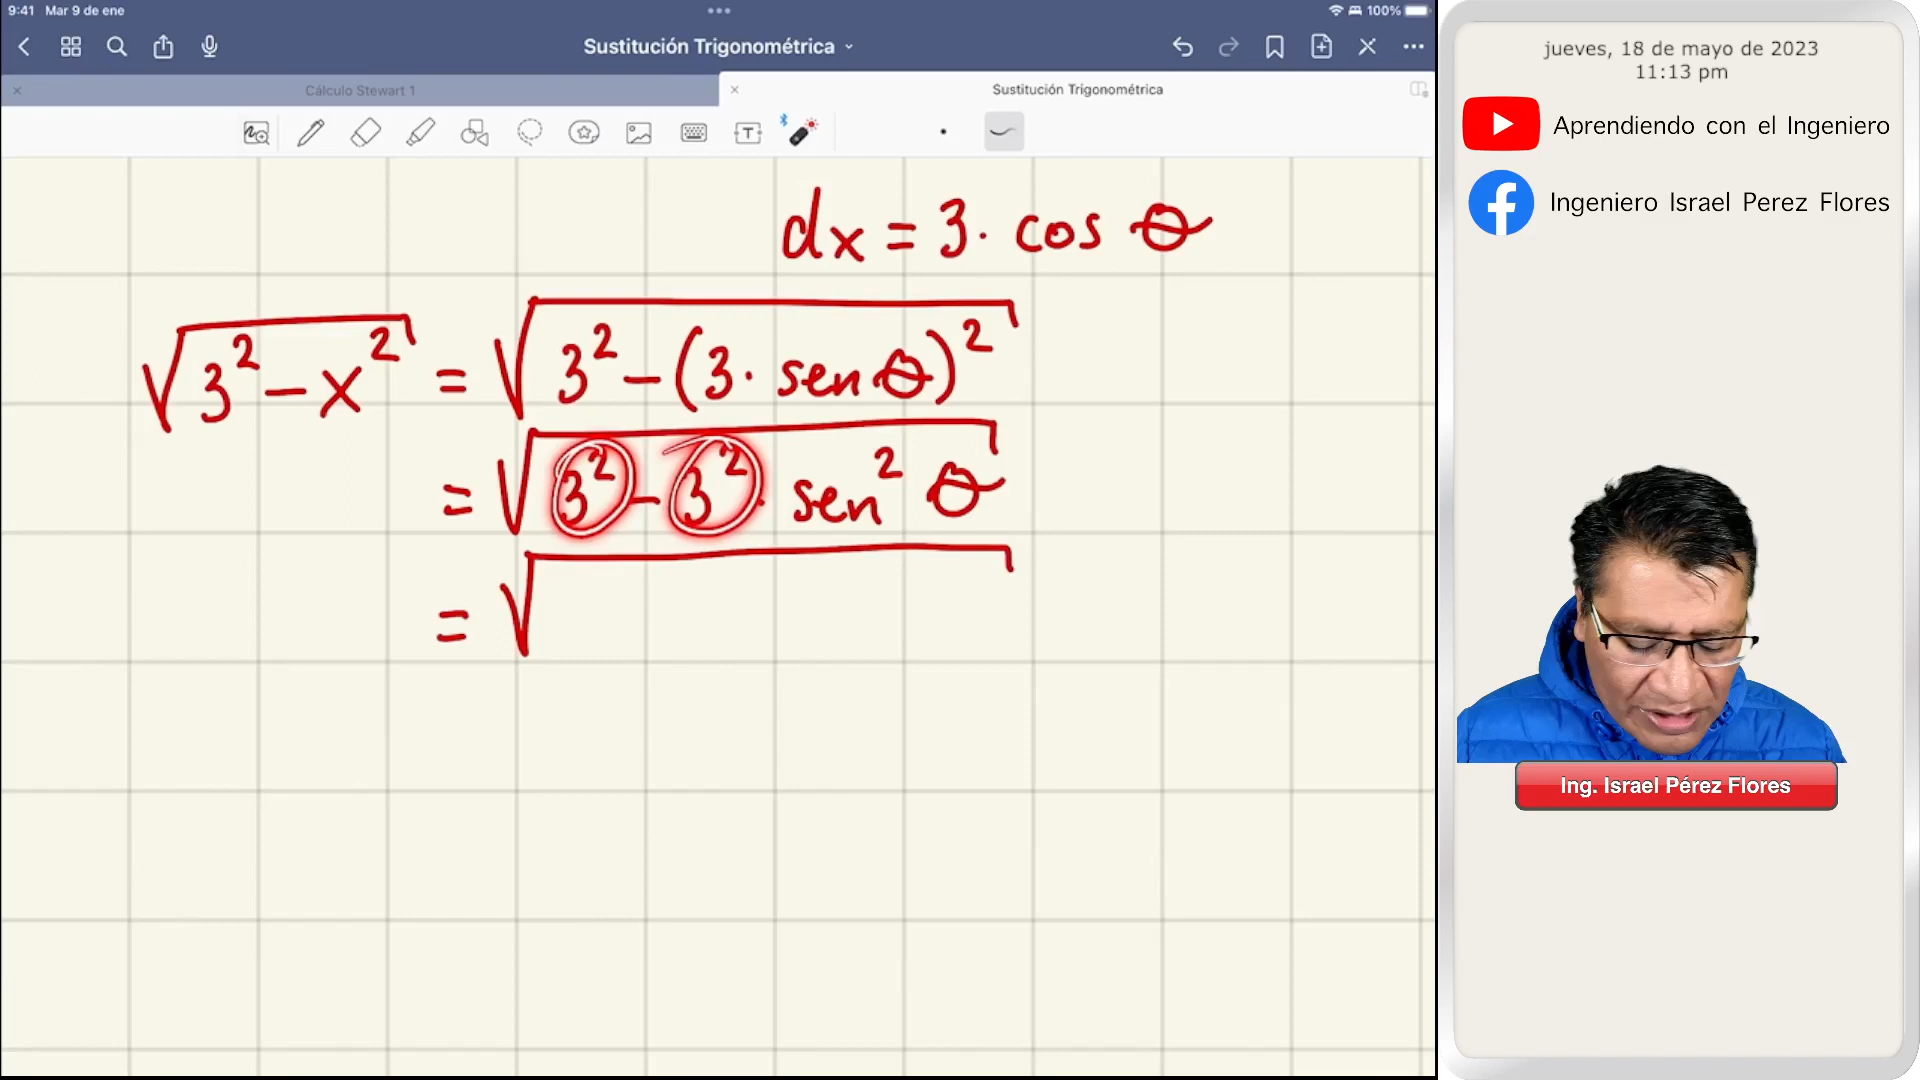 9:41 Mar 9 de ene 100%
Sustitución Trigonométrica
Cálculo Stewart 1
Sustitución Trigonométrica
dx = 3 · cos θ
√(3² − x²) = √(3² − (3 · sen θ)²)
= √(3² − 3² · sen² θ)
= √
jueves, 18 de mayo de 2023
11:13 pm
Aprendiendo con el Ingeniero
Ingeniero Israel Perez Flores
Ing. Israel Pérez Flores